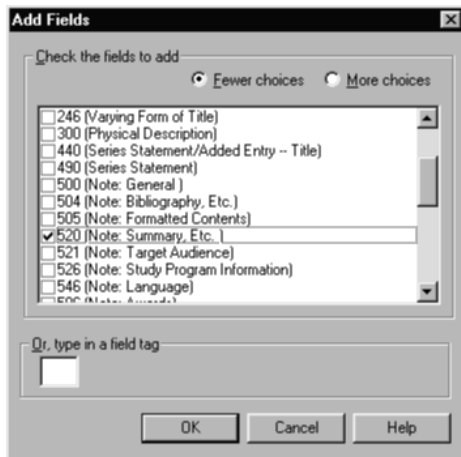 Add Fields
Check the fields to add
Fewer choices More choices
246 (Varying Form of Title)
300 (Physical Description)
440 (Series Statement/Added Entry -- Title)
490 (Series Statement)
500 (Note: General )
504 (Note: Bibliography, Etc.)
505 (Note: Formatted Contents)
520 (Note: Summary, Etc. )
521 (Note: Target Audience)
526 (Note: Study Program Information)
546 (Note: Language)
Or, type in a field tag
OK Cancel Help